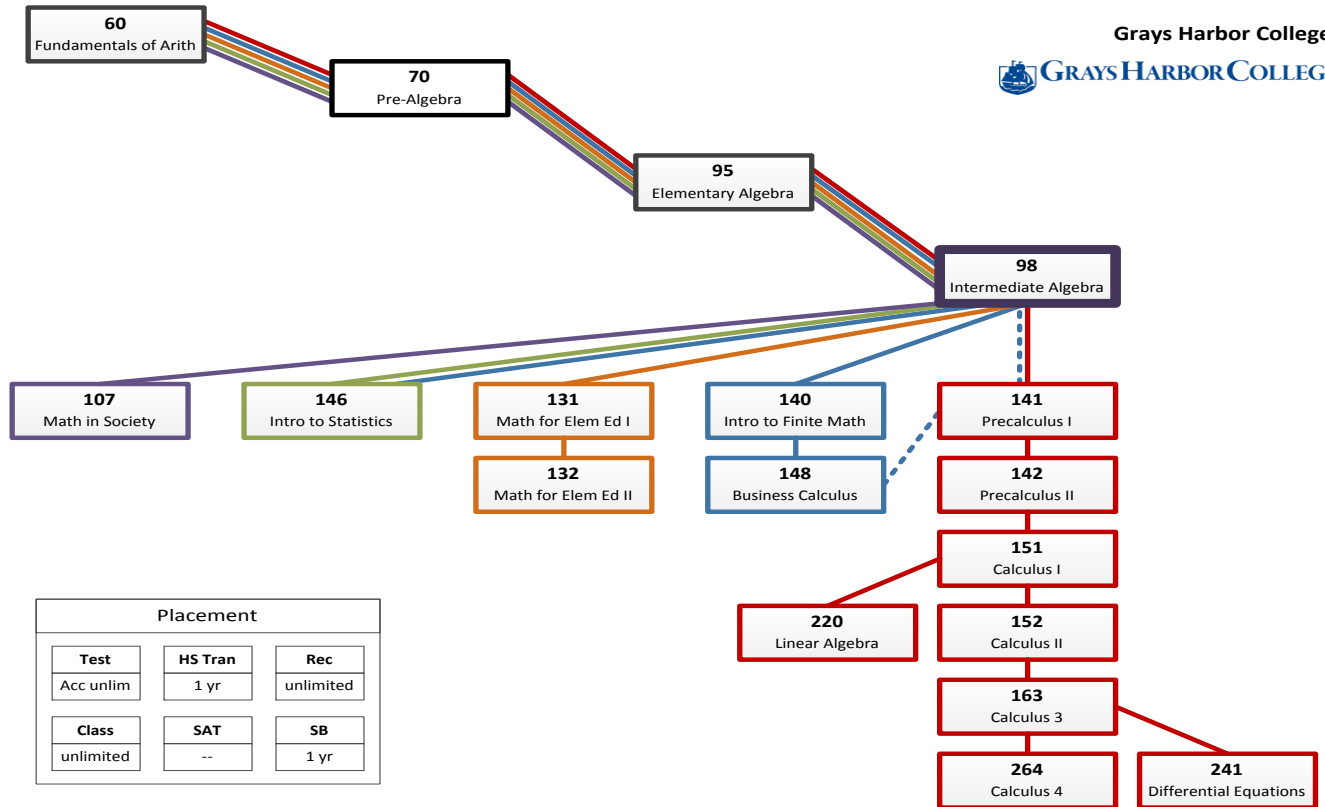 60
Fundamentals of Arith
Grays Harbor College
GRAYS HARBOR COLLEG
70
Pre-Algebra
95
Elementary Algebra
98
Intermediate Algebra
107
Math in Society
146
Intro to Statistics
131
Math for Elem Ed I
140
Intro to Finite Math
141
Precalculus I
132
Math for Elem Ed II
148
Business Calculus
142
Precalculus II
151
Calculus I
220
Linear Algebra
152
Calculus II
163
Calculus 3
264
Calculus 4
241
Differential Equations
Placement
Test
HS Tran
Rec
Acc unlim
1 yr
unlimited
Class
SAT
SB
unlimited
--
1 yr